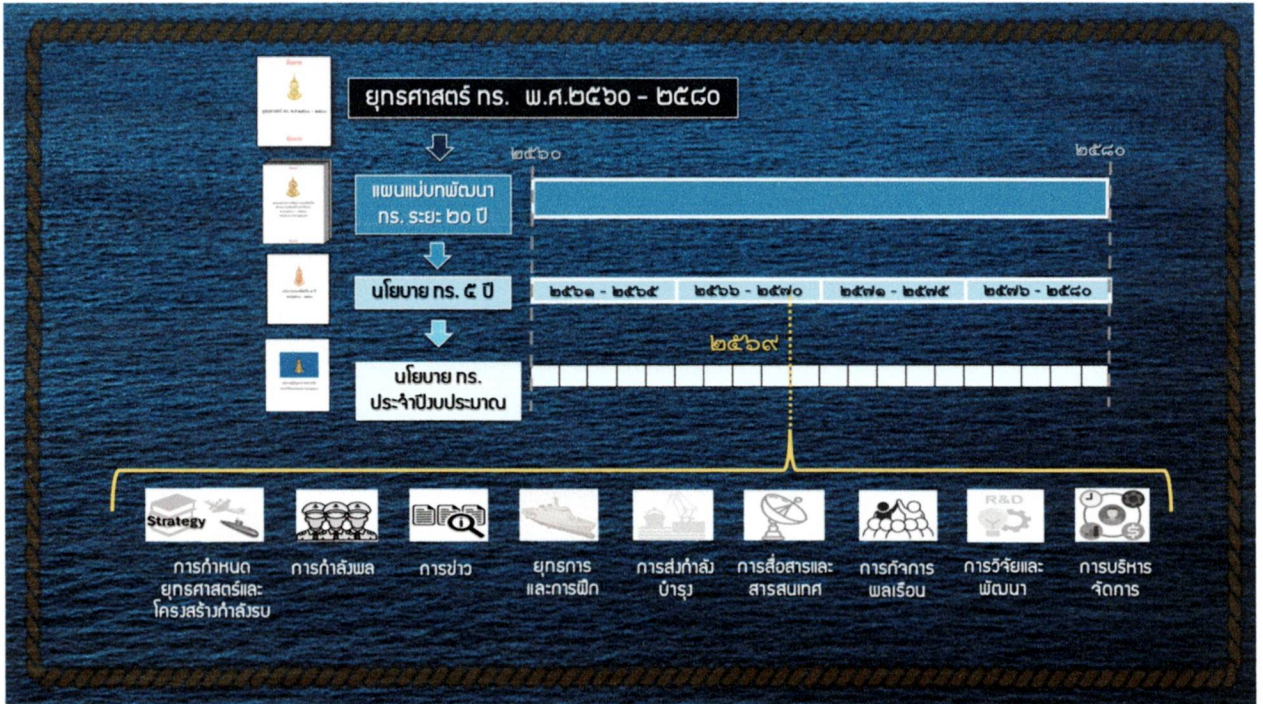 ยุทธศาสตร์ ทร. พ.ศ.๒๕๖๐ - ๒๕๘๐
๒๕๖๐
๒๕๘๐
แผนแม่บทพัฒนา
ทร. ระยะ ๒๐ ปี
นโยบาย ทร. ๕ ปี
๒๕๖๑ - ๒๕๖๕
๒๕๖๖ - ๒๕๗๐
๒๕๗๑ - ๒๕๗๕
๒๕๗๖ - ๒๕๘๐
๒๕๖๙
นโยบาย ทร.
ประจำปีงบประมาณ
Strategy
R&D
การกำหนด
ยุทธศาสตร์และ
โครงสร้างกำลังรบ
การกำลังพล
การข่าว
ยุทธการ
และการฝึก
การส่งกำลัง
บำรุง
การสื่อสารและ
สารสนเทศ
การกิจการ
พลเรือน
การวิจัยและ
พัฒนา
การบริหาร
จัดการ